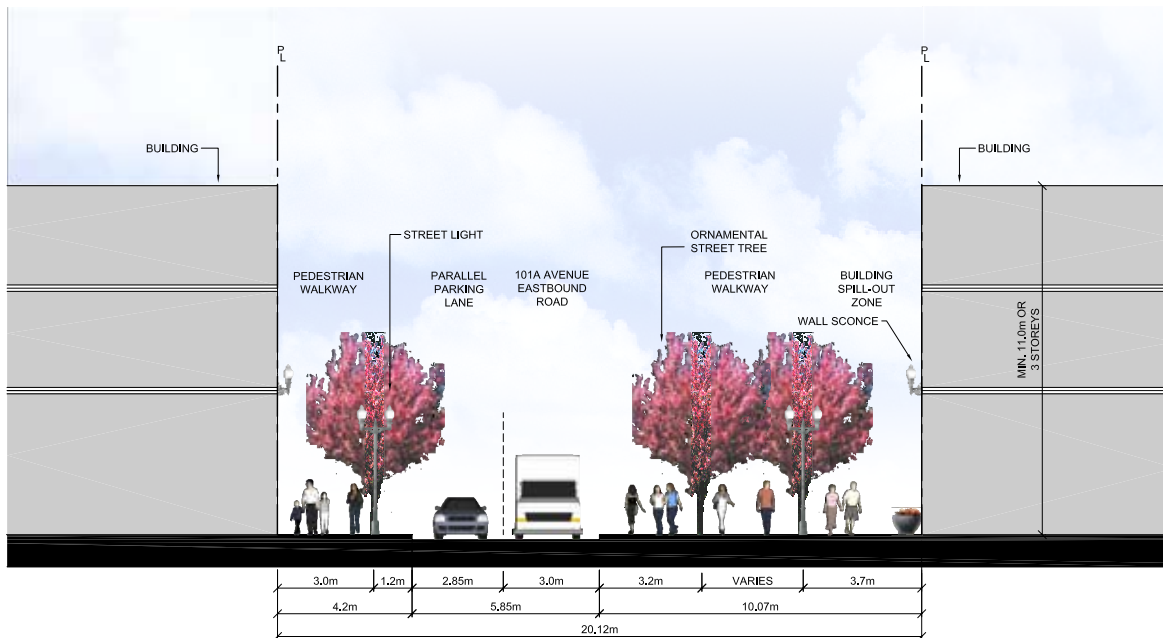 P
L
P
L
BUILDING
BUILDING
STREET LIGHT
ORNAMENTAL
STREET TREE
PEDESTRIAN
WALKWAY
PARALLEL
PARKING
LANE
101A AVENUE
EASTBOUND
ROAD
PEDESTRIAN
WALKWAY
BUILDING
SPILL-OUT
ZONE
WALL SCONCE
MIN. 11.0m OR
3 STOREYS
3.0m
1.2m
2.85m
3.0m
3.2m
VARIES
3.7m
4.2m
5.85m
10.07m
20.12m